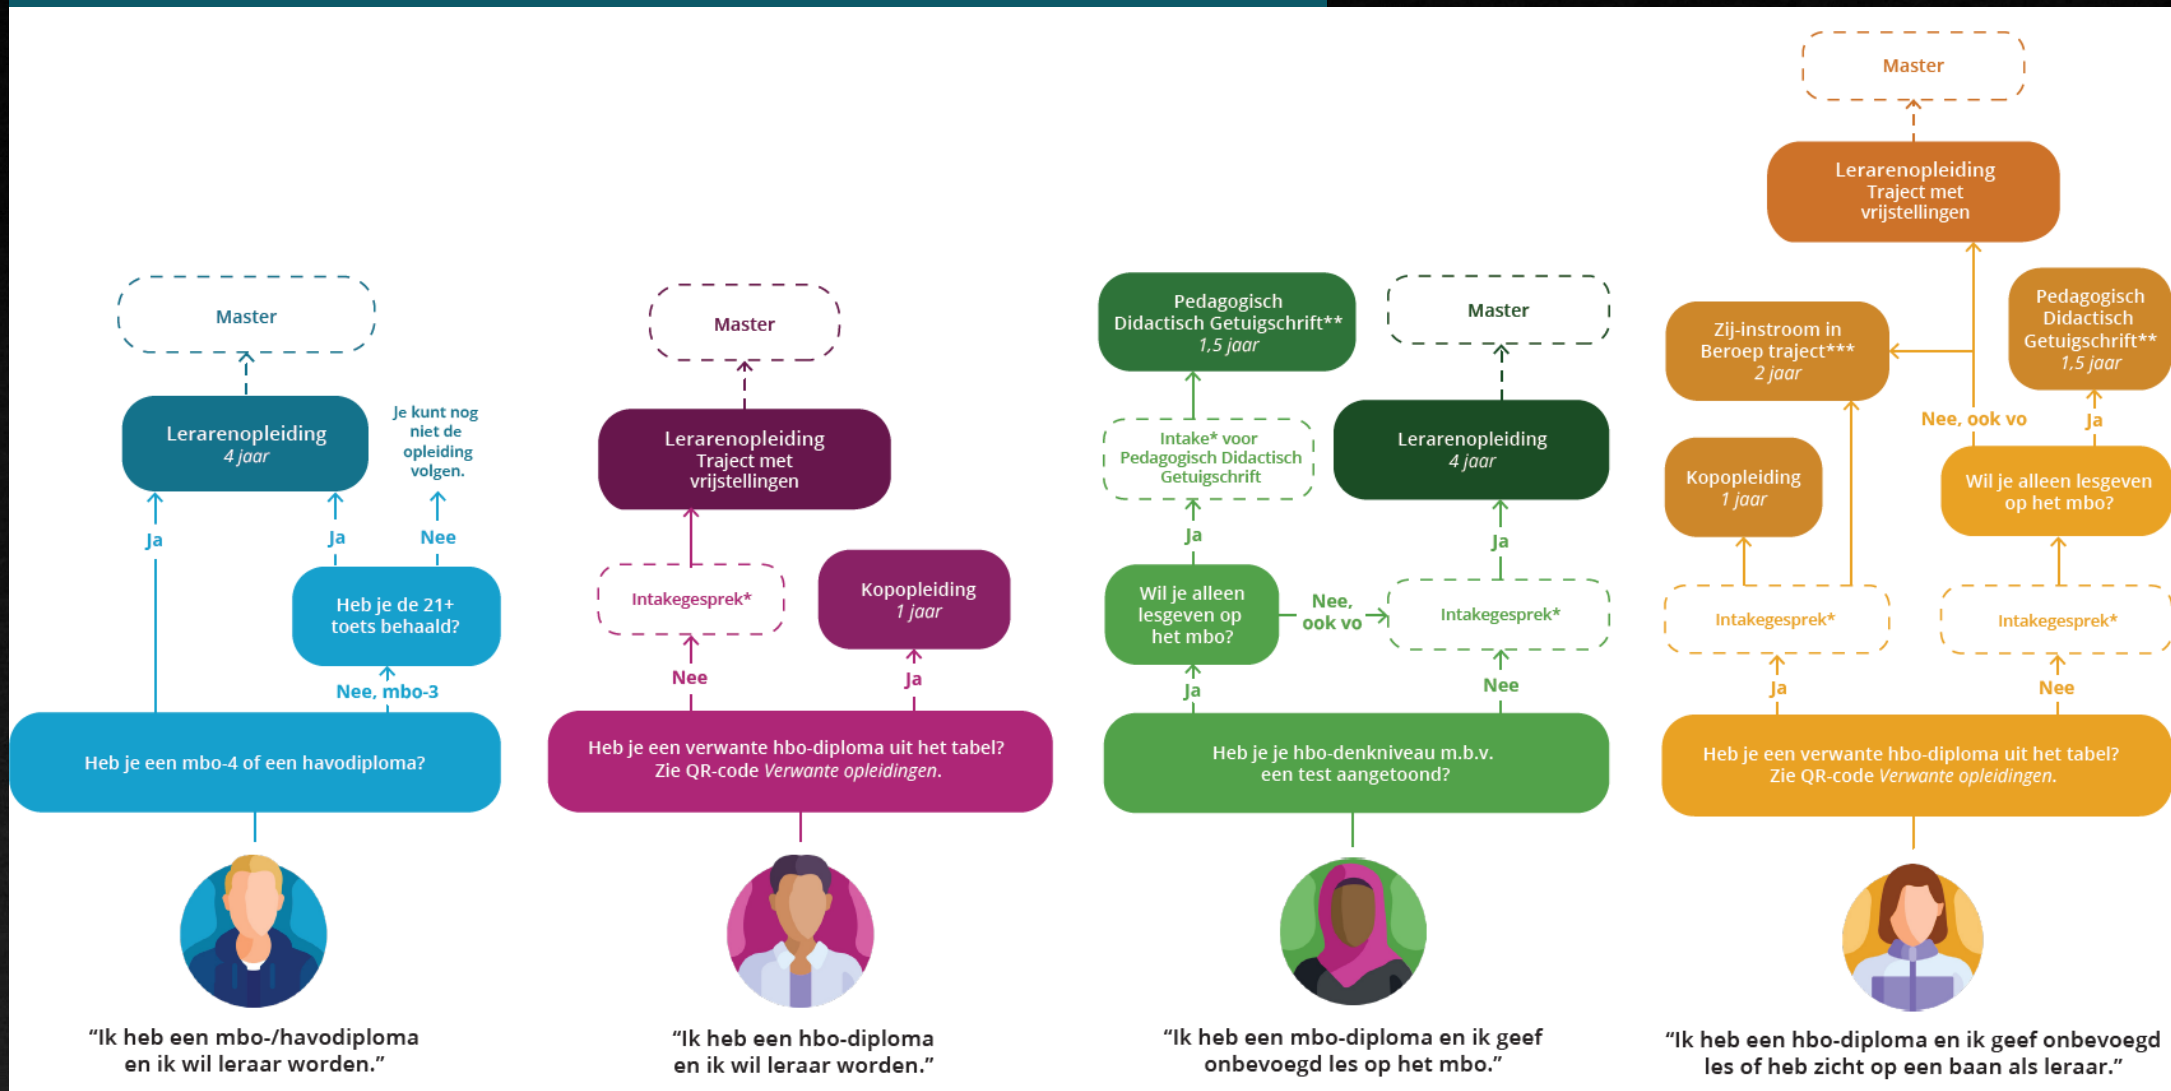 Master
Lerarenopleiding
4 jaar
Je kunt nog
niet de
opleiding
volgen.
Ja
Ja
Nee
Heb je de 21+
toets behaald?
Nee, mbo-3
Heb je een mbo-4 of een havodiploma?
“Ik heb een mbo-/havodiploma
en ik wil leraar worden.”
Master
Lerarenopleiding
Traject met
vrijstellingen
Intakegesprek*
Kopopleiding
1 jaar
Nee
Ja
Heb je een verwante hbo-diploma uit het tabel?
Zie QR-code Verwante opleidingen.
“Ik heb een hbo-diploma
en ik wil leraar worden.”
Pedagogisch
Didactisch Getuigschrift**
1,5 jaar
Master
Intake* voor
Pedagogisch Didactisch
Getuigschrift
Lerarenopleiding
4 jaar
Ja
Ja
Wil je alleen
lesgeven op
het mbo?
Nee,
ook vo
Intakegesprek*
Ja
Nee
Heb je je hbo-denkniveau m.b.v.
een test aangetoond?
“Ik heb een mbo-diploma en ik geef
onbevoegd les op het mbo.”
Master
Lerarenopleiding
Traject met
vrijstellingen
Zij-instroom in
Beroep traject***
2 jaar
Pedagogisch
Didactisch
Getuigschrift**
1,5 jaar
Nee, ook vo
Ja
Kopopleiding
1 jaar
Wil je alleen lesgeven
op het mbo?
Intakegesprek*
Intakegesprek*
Ja
Nee
Heb je een verwante hbo-diploma uit het tabel?
Zie QR-code Verwante opleidingen.
“Ik heb een hbo-diploma en ik geef onbevoegd
les of heb zicht op een baan als leraar.”